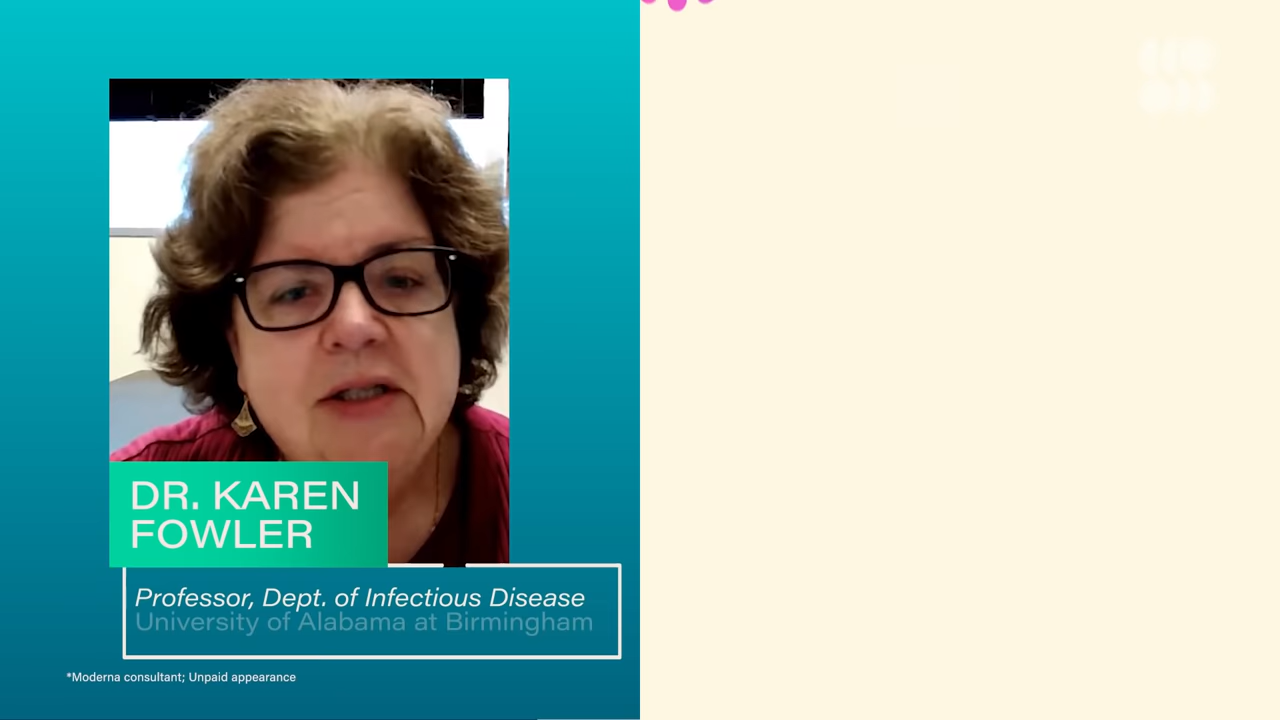 DR. KAREN
FOWLER
Professor, Dept. of Infectious Disease
University of Alabama at Birmingham
*Moderna consultant; Unpaid appearance